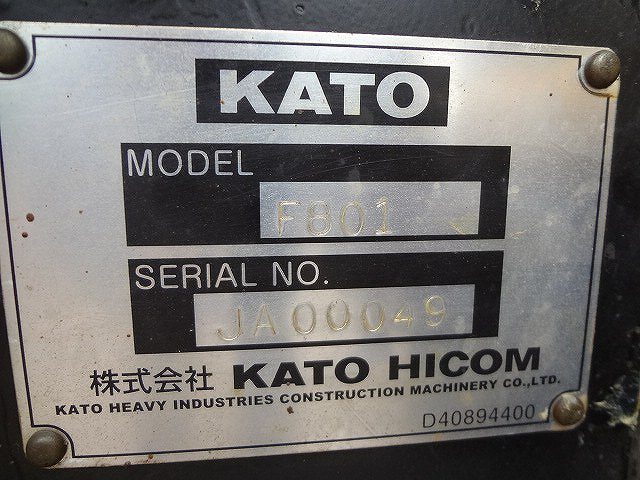 KATO
MODEL
F801
SERIAL NO.
JA00049
株式会社 KATO HICOM
KATO HEAVY INDUSTRIES CONSTRUCTION MACHINERY CO.,LTD.
D40894400